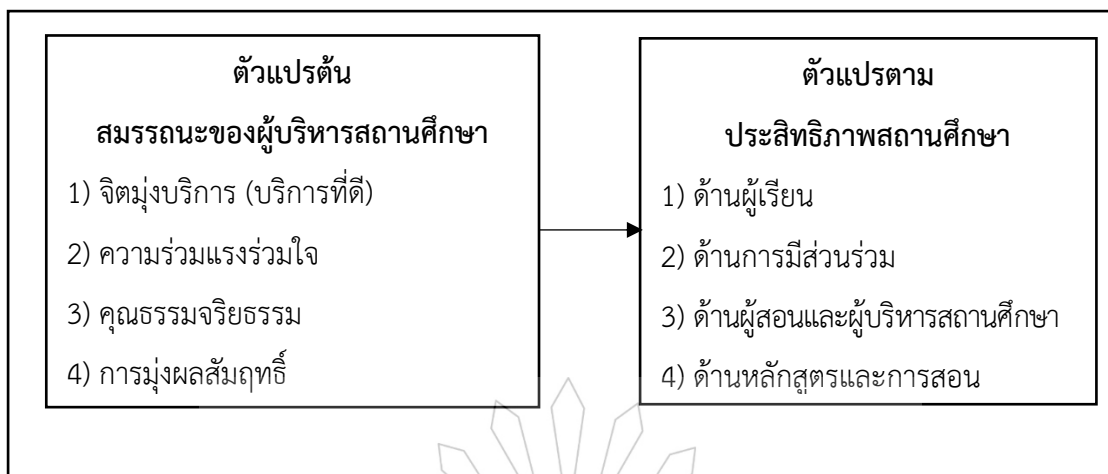 ตัวแปรต้น
สมรรถนะของผู้บริหารสถานศึกษา
1) จิตมุ่งบริการ (บริการที่ดี)
2) ความร่วมแรงร่วมใจ
3) คุณธรรมจริยธรรม
4) การมุ่งผลสัมฤทธิ์
ตัวแปรตาม
ประสิทธิภาพสถานศึกษา
1) ด้านผู้เรียน
2) ด้านการมีส่วนร่วม
3) ด้านผู้สอนและผู้บริหารสถานศึกษา
4) ด้านหลักสูตรและการสอน